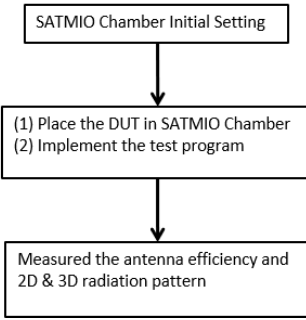 SATMIO Chamber Initial Setting
(1) Place the DUT in SATMIO Chamber
(2) Implement the test program
Measured the antenna efficiency and
2D & 3D radiation pattern